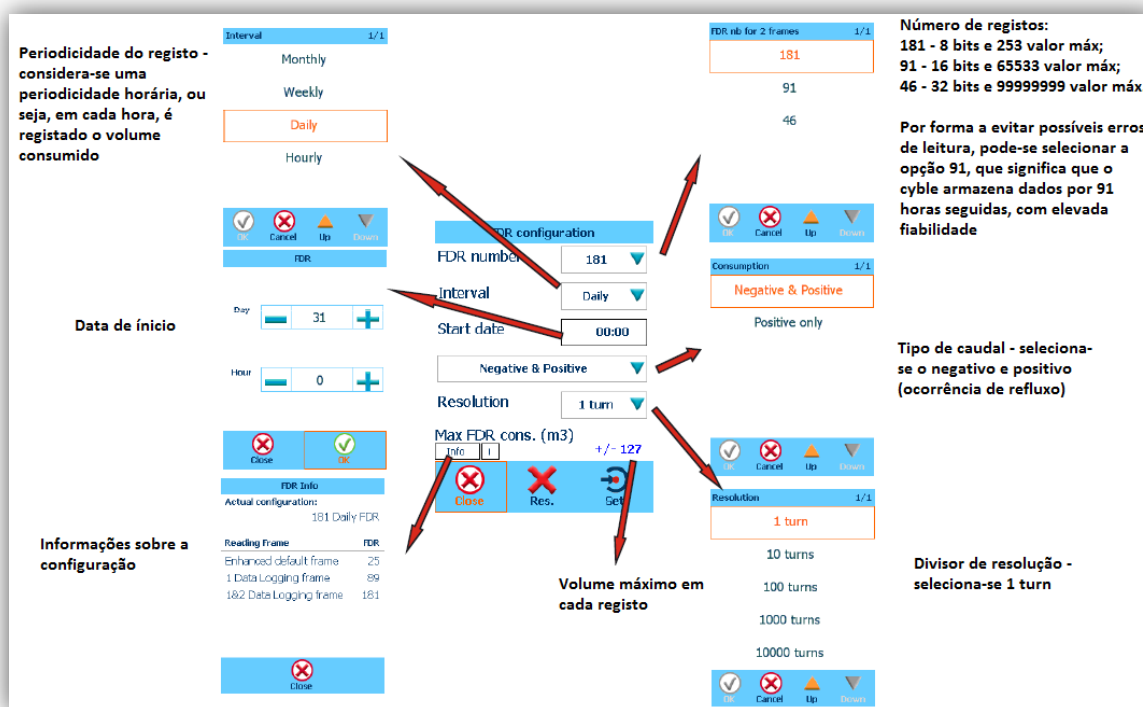 Periodicidade do registo -
considera-se uma
periodicidade horária, ou
seja, em cada hora, é
registado o volume
consumido
Interval 1/1
Monthly
Weekly
Daily
Hourly
OK Cancel Up Down
FDR nb for 2 frames 1/1
181
91
46
OK Cancel Up Down
Número de registos:
181 - 8 bits e 253 valor máx;
91 - 16 bits e 65533 valor máx;
46 - 32 bits e 99999999 valor máx
Por forma a evitar possíveis erros
de leitura, pode-se selecionar a
opção 91, que significa que o
cyble armazena dados por 91
horas seguidas, com elevada
fiabilidade
Data de ínicio
FDR
Day 31
Hour 0
Close OK
FDR configuration
FDR number 181
Interval Daily
Start date 00:00
Negative & Positive
Resolution 1 turn
Max FDR cons. (m3)
Info i +/- 127
Close Res. Set
Consumption 1/1
Negative & Positive
Positive only
OK Cancel Up Down
Tipo de caudal - seleciona-
se o negativo e positivo
(ocorrência de refluxo)
Informações sobre a
configuração
FDR Info
Actual configuration:
181 Daily FDR
Reading Frame FDR
Enhanced default frame 25
1 Data Logging frame 89
1&2 Data Logging frame 181
Close
Volume máximo em
cada registo
Resolution 1/1
1 turn
10 turns
100 turns
1000 turns
10000 turns
OK Cancel Up Down
Divisor de resolução -
seleciona-se 1 turn